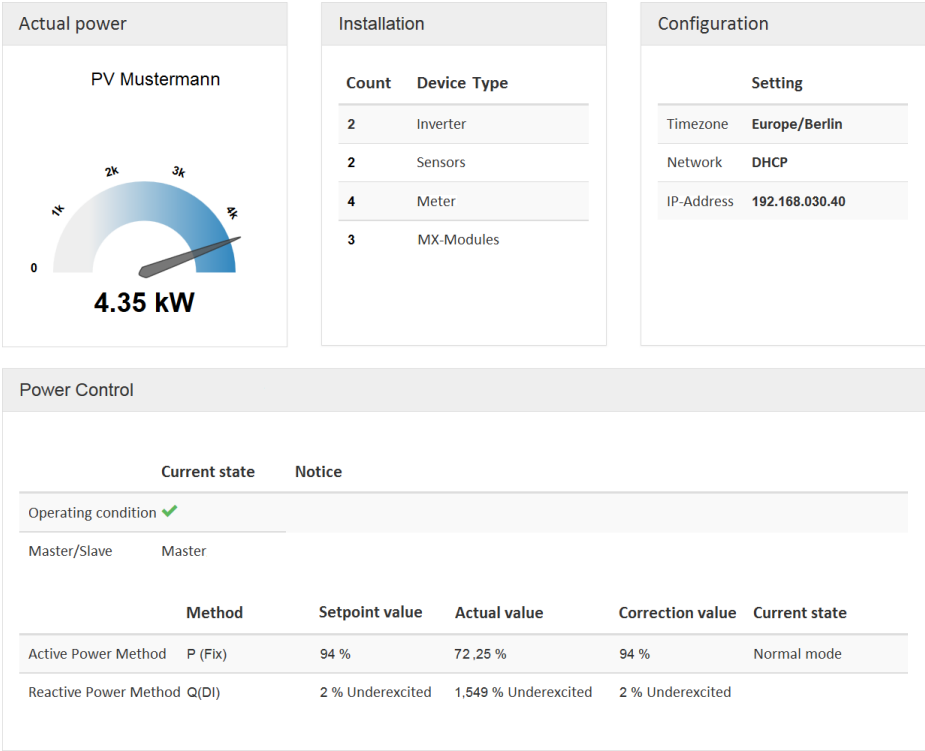 Actual power
PV Mustermann
0
1k
2k
3k
4k
4.35 kW
Installation
Count Device Type
2 Inverter
2 Sensors
4 Meter
3 MX-Modules
Configuration
Setting
Timezone Europe/Berlin
Network DHCP
IP-Address 192.168.030.40
Power Control
Current state Notice
Operating condition
Master/Slave Master
Method Setpoint value Actual value Correction value Current state
Active Power Method P (Fix) 94 % 72 ,25 % 94 % Normal mode
Reactive Power Method Q(DI) 2 % Underexcited 1,549 % Underexcited 2 % Underexcited